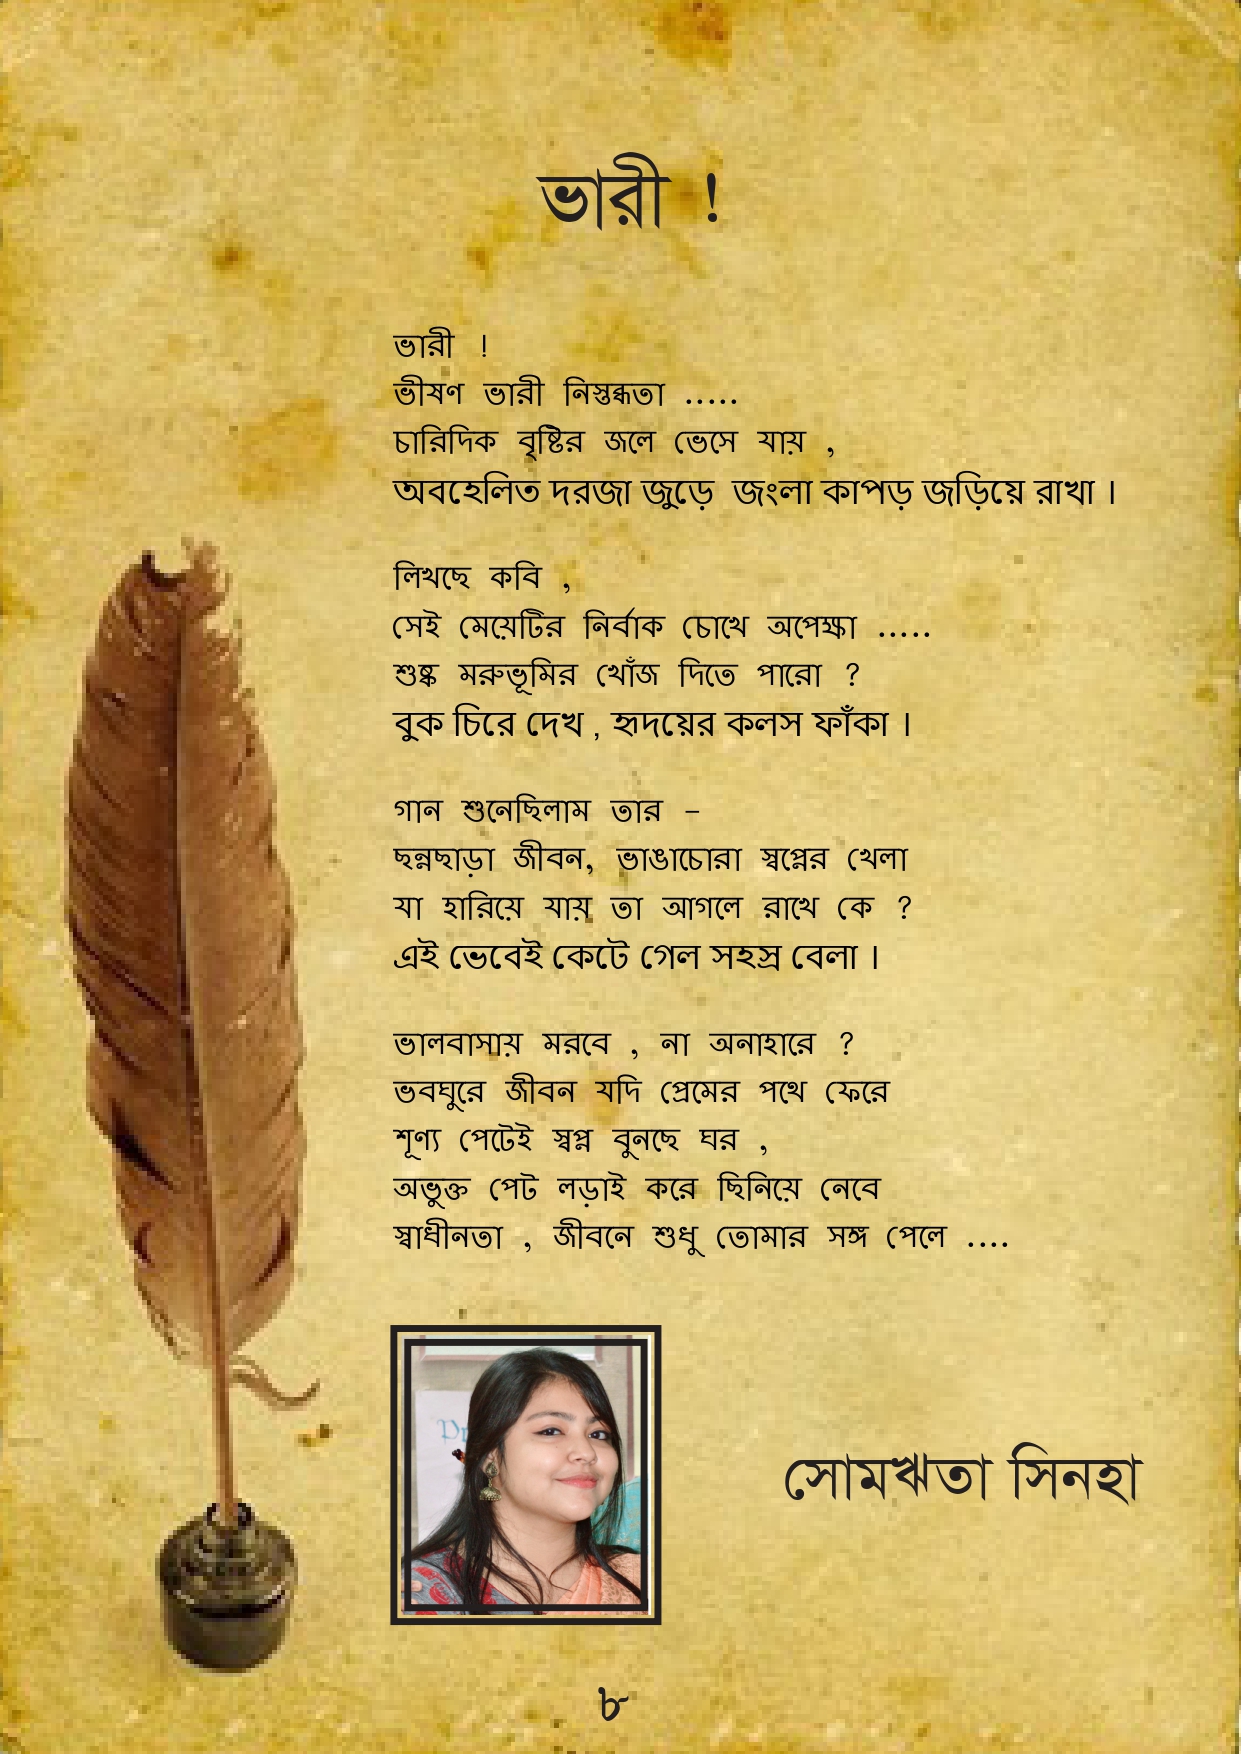 ভারী !
ভারী !
ভীষণ ভারী নিস্তব্ধতা .....
চারিদিক বৃষ্টির জলে ভেসে যায় ,
অবহেলিত দরজা জুড়ে জংলা কাপড় জড়িয়ে রাখা ।
লিখছে কবি ,
সেই মেয়েটির নির্বাক চোখে অপেক্ষা .....
শুষ্ক মরুভূমির খোঁজ দিতে পারো ?
বুক চিরে দেখ , হৃদয়ের কলস ফাঁকা ।
গান শুনেছিলাম তার –
ছন্নছাড়া জীবন, ভাঙাচোরা স্বপ্নের খেলা
যা হারিয়ে যায় তা আগলে রাখে কে ?
এই ভেবেই কেটে গেল সহস্র বেলা ।
ভালবাসায় মরবে , না অনাহারে ?
ভবঘুরে জীবন যদি প্রেমের পথে ফেরে
শূণ্য পেটেই স্বপ্ন বুনছে ঘর ,
অভুক্ত পেট লড়াই করে ছিনিয়ে নেবে
স্বাধীনতা , জীবনে শুধু তোমার সঙ্গ পেলে ....
সোমঋতা সিনহা
৮